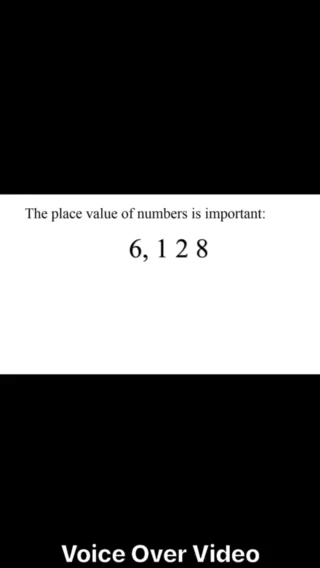 The place value of numbers is important:
6, 1 2 8
Voice Over Video